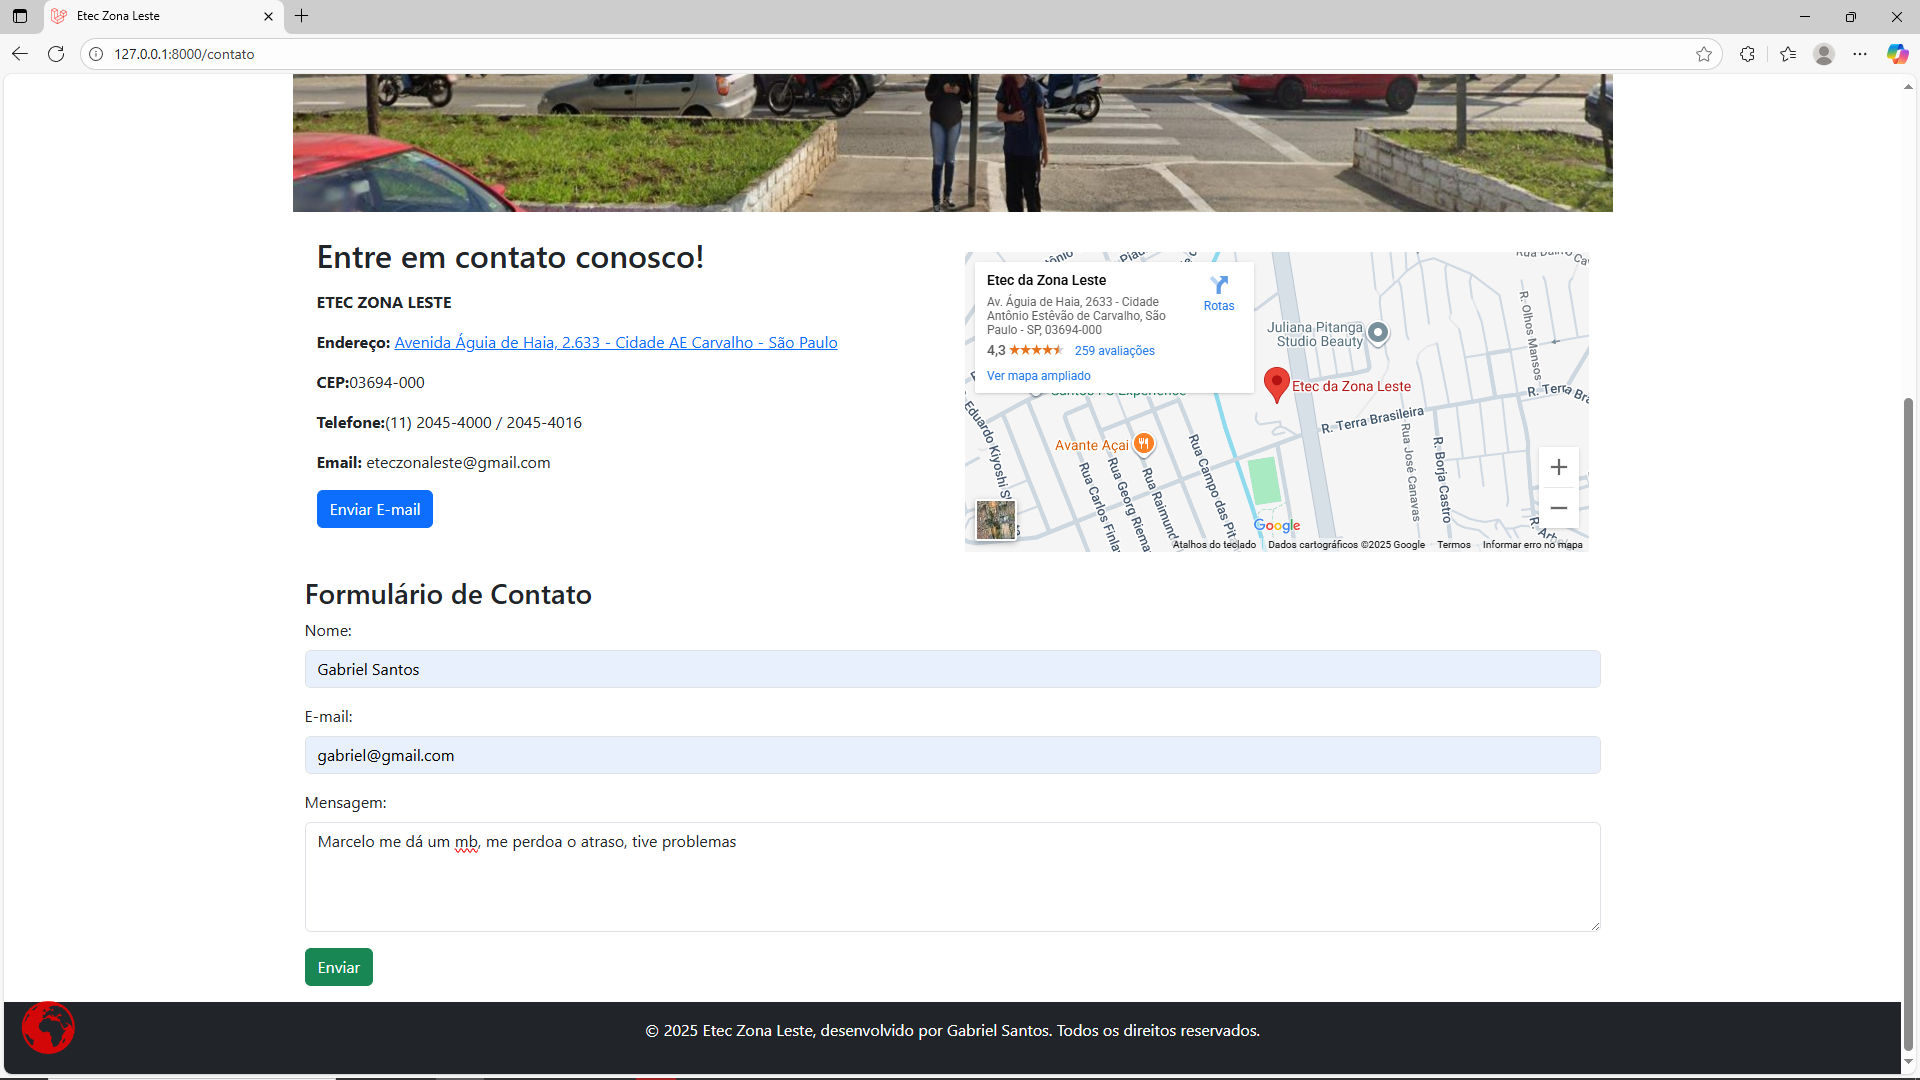 Etec Zona Leste
127.0.0.1:8000/contato
Entre em contato conosco!
ETEC ZONA LESTE
Endereço: Avenida Águia de Haia, 2.633 - Cidade AE Carvalho - São Paulo
CEP:03694-000
Telefone:(11) 2045-4000 / 2045-4016
Email: eteczonaleste@gmail.com
Enviar E-mail
Etec da Zona Leste
Av. Águia de Haia, 2633 - Cidade
Antônio Estêvão de Carvalho, São
Paulo - SP, 03694-000
4,3
259 avaliações
Ver mapa ampliado
Rotas
Juliana Pitanga
Studio Beauty
Etec da Zona Leste
Avante Açai
R. Terra Brasileira
R. Olhos Mansos
Rua José Canavas
R. Borja Castro
Rua Campo das Pit
Rua Raimund
Rua Georg Riema
Rua Carlos Finla
Eduardo Kiyoshi S
R. Terra Bra
Google
Atalhos do teclado
Dados cartográficos ©2025 Google
Termos
Informar erro no mapa
Formulário de Contato
Nome:
Gabriel Santos
E-mail:
gabriel@gmail.com
Mensagem:
Marcelo me dá um mb, me perdoa o atraso, tive problemas
Enviar
© 2025 Etec Zona Leste, desenvolvido por Gabriel Santos. Todos os direitos reservados.